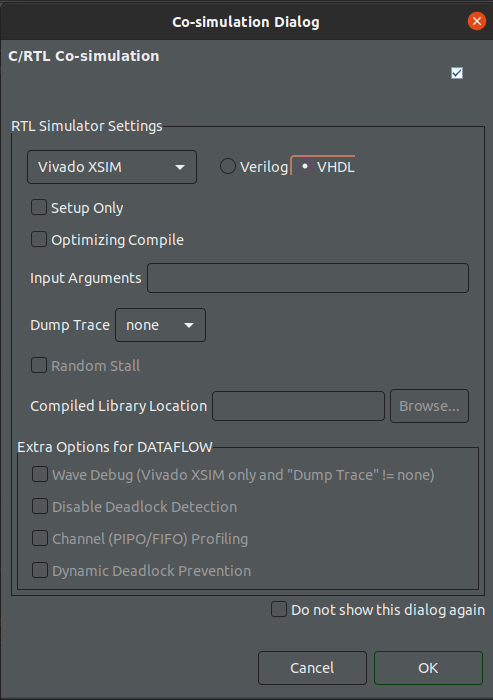 Co-simulation Dialog
C/RTL Co-simulation
RTL Simulator Settings
Vivado XSIM Verilog VHDL
Setup Only
Optimizing Compile
Input Arguments
Dump Trace none
Random Stall
Compiled Library Location Browse...
Extra Options for DATAFLOW
Wave Debug (Vivado XSIM only and "Dump Trace" != none)
Disable Deadlock Detection
Channel (PIPO/FIFO) Profiling
Dynamic Deadlock Prevention
Do not show this dialog again
Cancel OK